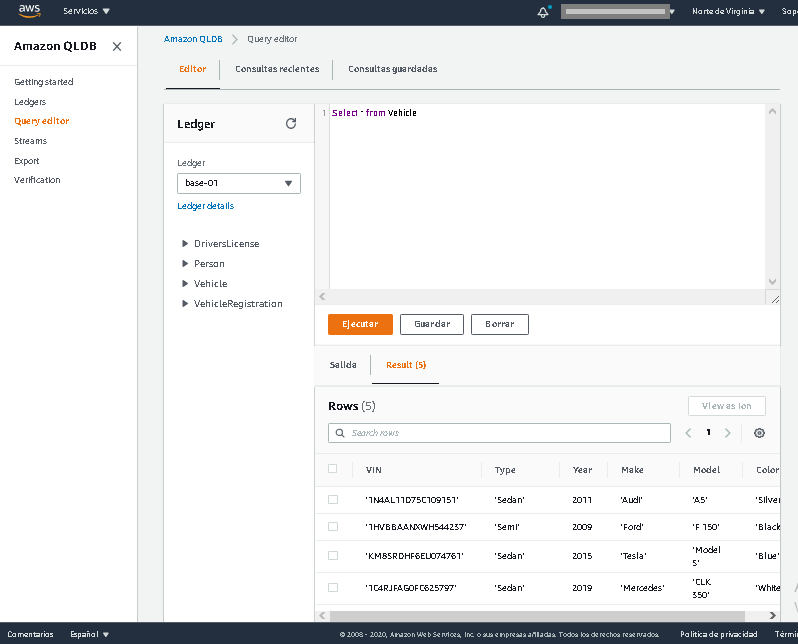 aws Servicios Norte de Virginia Sop
Amazon QLDB
Getting started
Ledgers
Query editor
Streams
Export
Verification
Amazon QLDB Query editor
Editor Consultas recientes Consultas guardadas
Ledger
Ledger
base-01
Ledger details
DriversLicense
Person
Vehicle
VehicleRegistration
1 Select * from Vehicle
Ejecutar Guardar Borrar
Salida Result (5)
Rows (5) View as Ion
Search rows 1
VIN Type Year Make Model Color
'1N4AL11D75C109151' 'Sedan' 2011 'Audi' 'A5' 'Silver
'1HVBBAANXWH544237' 'Semi' 2009 'Ford' 'F 150' 'Black
'KM8SRDHF6EU074761' 'Sedan' 2015 'Tesla' 'Model
S' 'Blue'
'1C4RJFAG0FC625797' 'Sedan' 2019 'Mercedes' 'CLK
350' 'White
Comentarios Español © 2008 - 2020, Amazon Web Services, Inc. o sus empresas afiliadas. Todos los derechos reservados. Política de privacidad Térmi